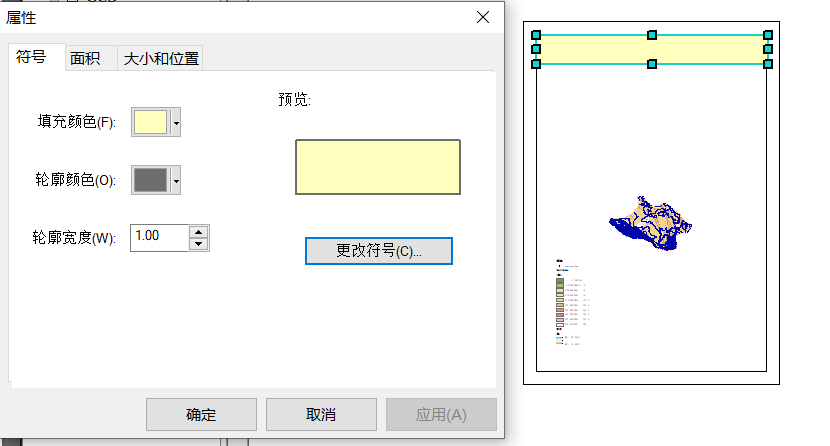 属性
符号 面积 大小和位置
预览:
填充颜色(F):
轮廓颜色(O):
轮廓宽度(W): 1.00
更改符号(C)...
确定 取消 应用(A)